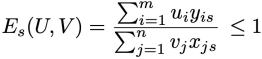 E_s(U, V) = \frac{\sum_{i=1}^{m} u_i y_{is}}{\sum_{j=1}^{n} v_j x_{js}} \leq 1